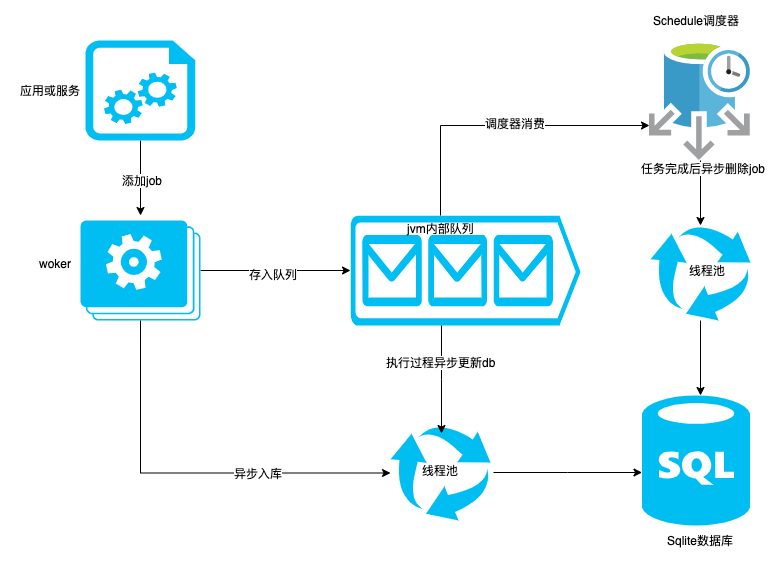 Schedule调度器
应用或服务
调度器消费
任务完成后异步删除job
添加job
jvm内部队列
woker
存入队列
线程池
执行过程异步更新db
异步入库
线程池
SQL
Sqlite数据库